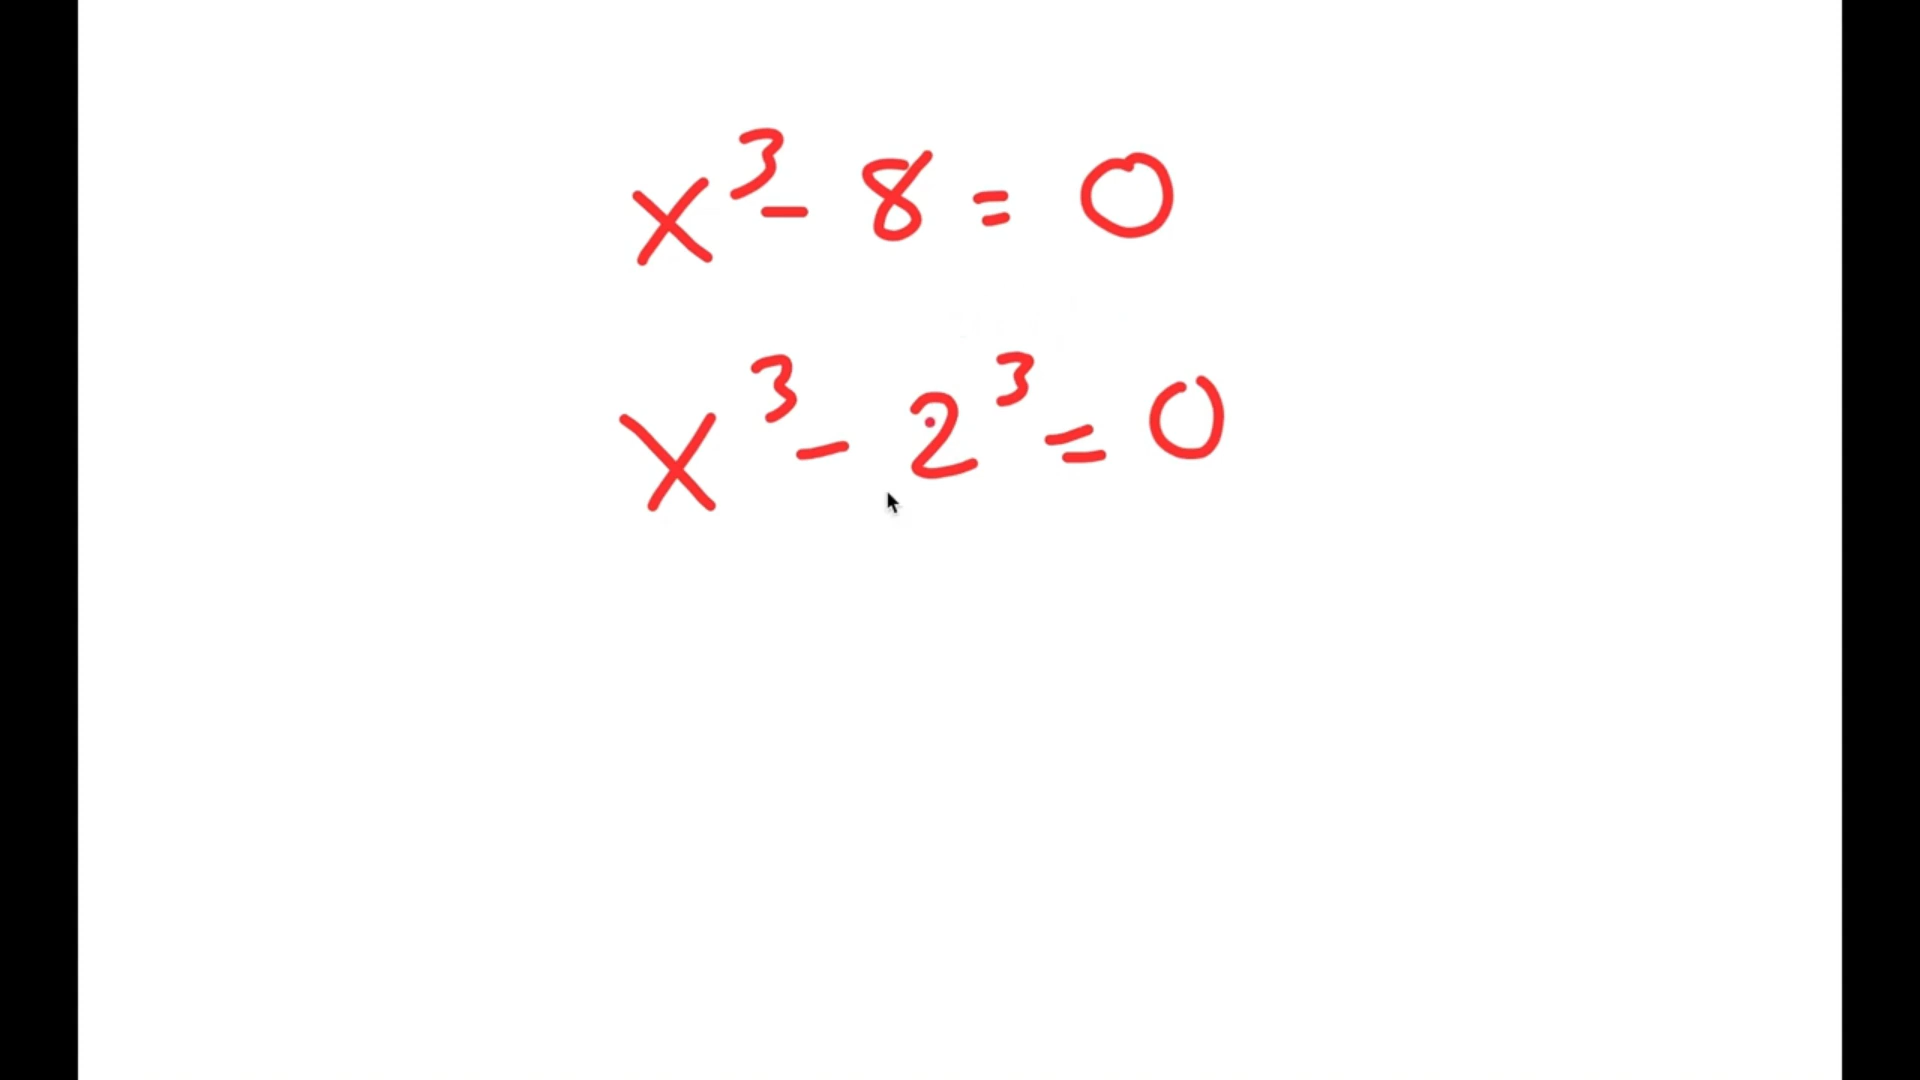 x³ - 8 = 0
x³ - 2³ = 0